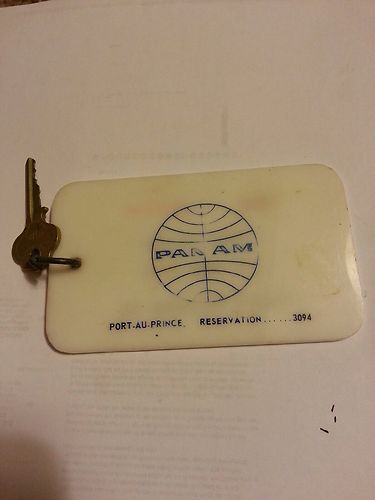 PAN AM
PORT-AU-PRINCE, RESERVATION......3094